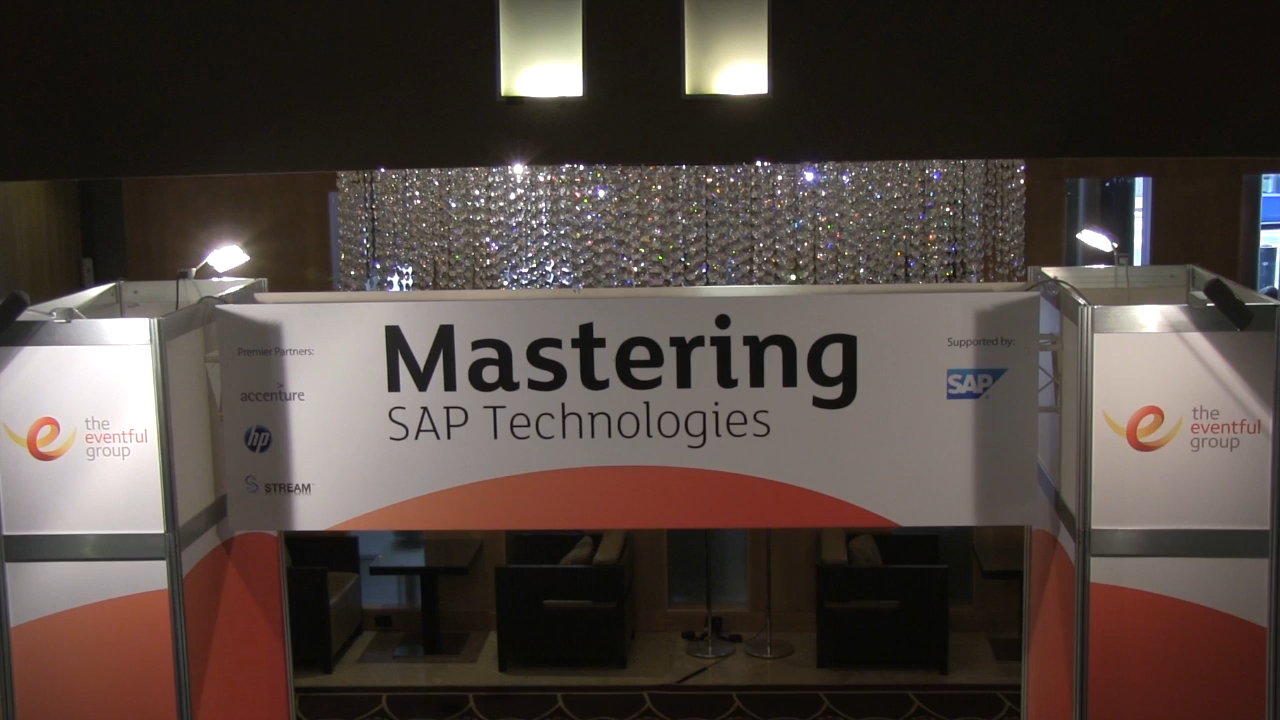 Mastering
SAP Technologies
Premier Partners:
accenture
hp
STREAM
Supported by:
SAP
the
eventful
group
the
eventful
group